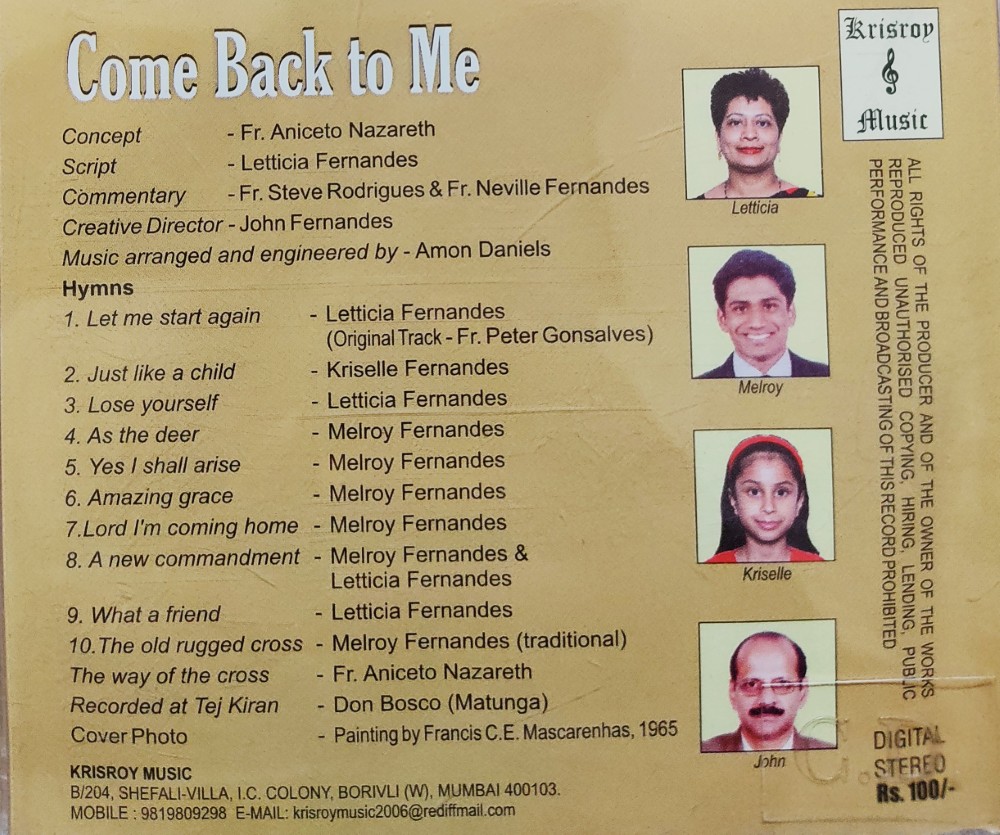 Come Back to Me
Concept - Fr. Aniceto Nazareth
Script - Letticia Fernandes
Commentary - Fr. Steve Rodrigues & Fr. Neville Fernandes
Creative Director - John Fernandes
Music arranged and engineered by - Amon Daniels
Hymns
1. Let me start again - Letticia Fernandes
(Original Track - Fr. Peter Gonsalves)
2. Just like a child - Kriselle Fernandes
3. Lose yourself - Letticia Fernandes
4. As the deer - Melroy Fernandes
5. Yes I shall arise - Melroy Fernandes
6. Amazing grace - Melroy Fernandes
7.Lord I'm coming home - Melroy Fernandes
8. A new commandment - Melroy Fernandes &
Letticia Fernandes
9. What a friend - Letticia Fernandes
10.The old rugged cross - Melroy Fernandes (traditional)
The way of the cross - Fr. Aniceto Nazareth
Recorded at Tej Kiran - Don Bosco (Matunga)
Cover Photo - Painting by Francis C.E. Mascarenhas, 1965
KRISROY MUSIC
B/204, SHEFALI-VILLA, I.C. COLONY, BORIVLI (W), MUMBAI 400103.
MOBILE : 9819809298 E-MAIL: krisroymusic2006@rediffmail.com
Letticia
Melroy
Kriselle
John
Krisroy
Music
ALL RIGHTS OF THE PRODUCER AND OF THE OWNER OF THE WORKS
REPRODUCED UNAUTHORISED COPYING, HIRING, LENDING, PUBLIC
PERFORMANCE AND BROADCASTING OF THIS RECORD PROHIBITED
DIGITAL
STEREO
Rs. 100/-